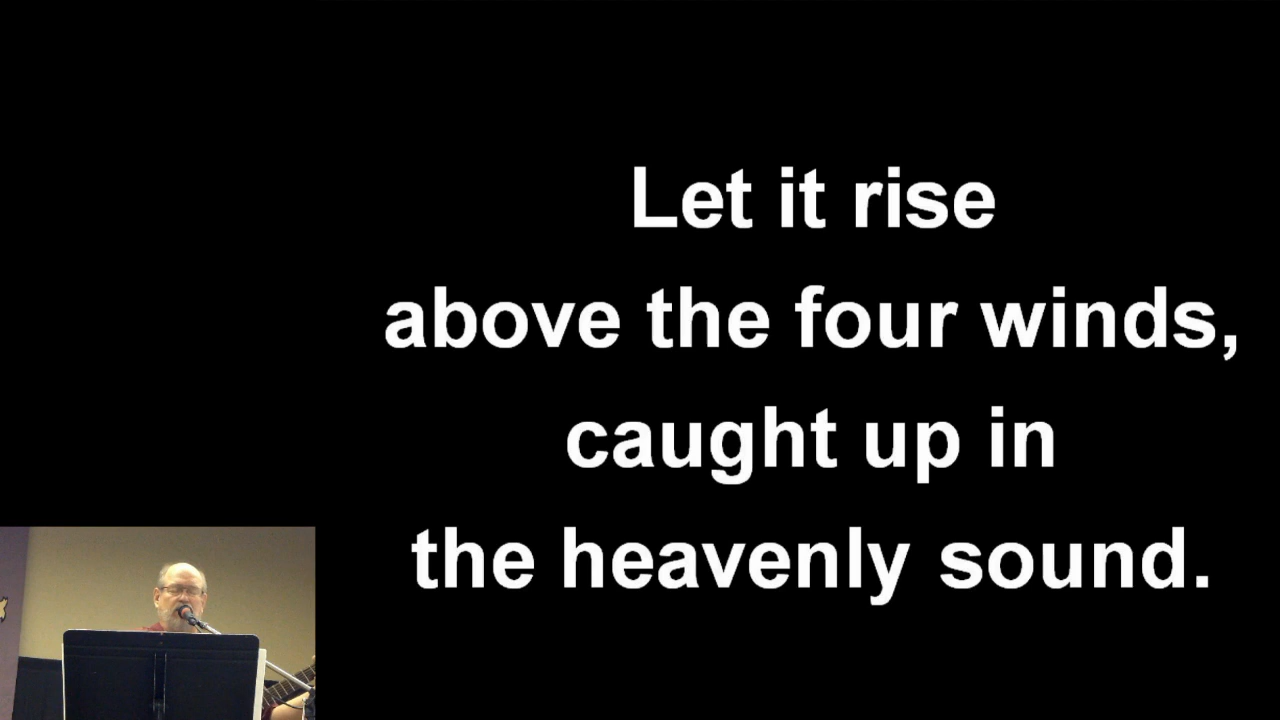 Let it rise
above the four winds,
caught up in
the heavenly sound.